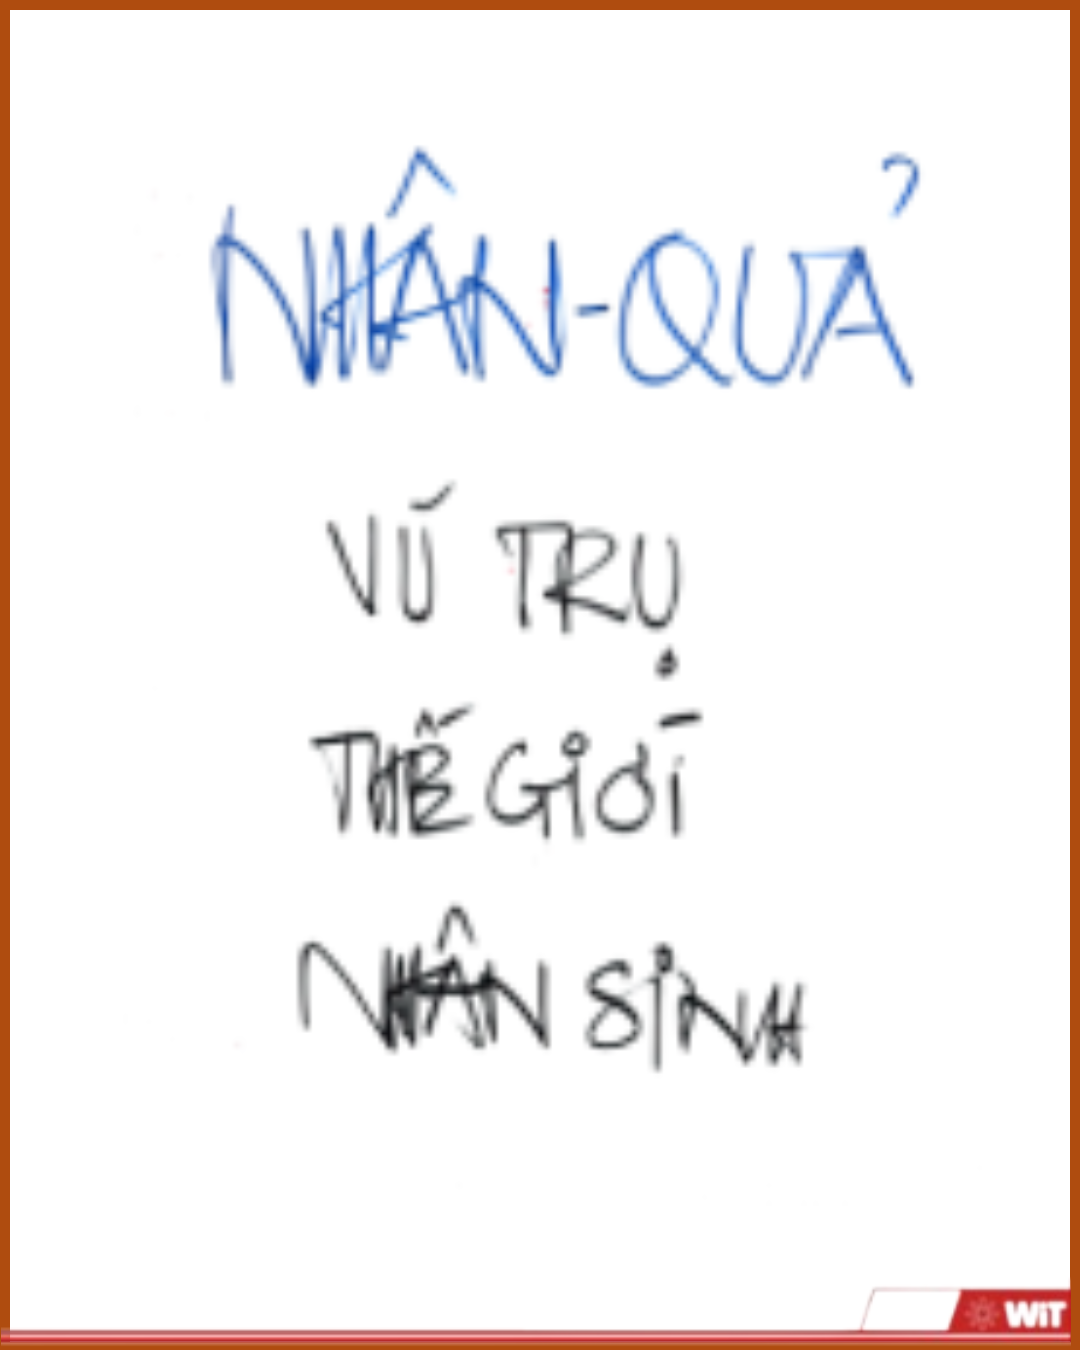 NHÂN-QUẢ
VŨ TRỤ
THẾ GIỚI
NHÂN SINH
WiT